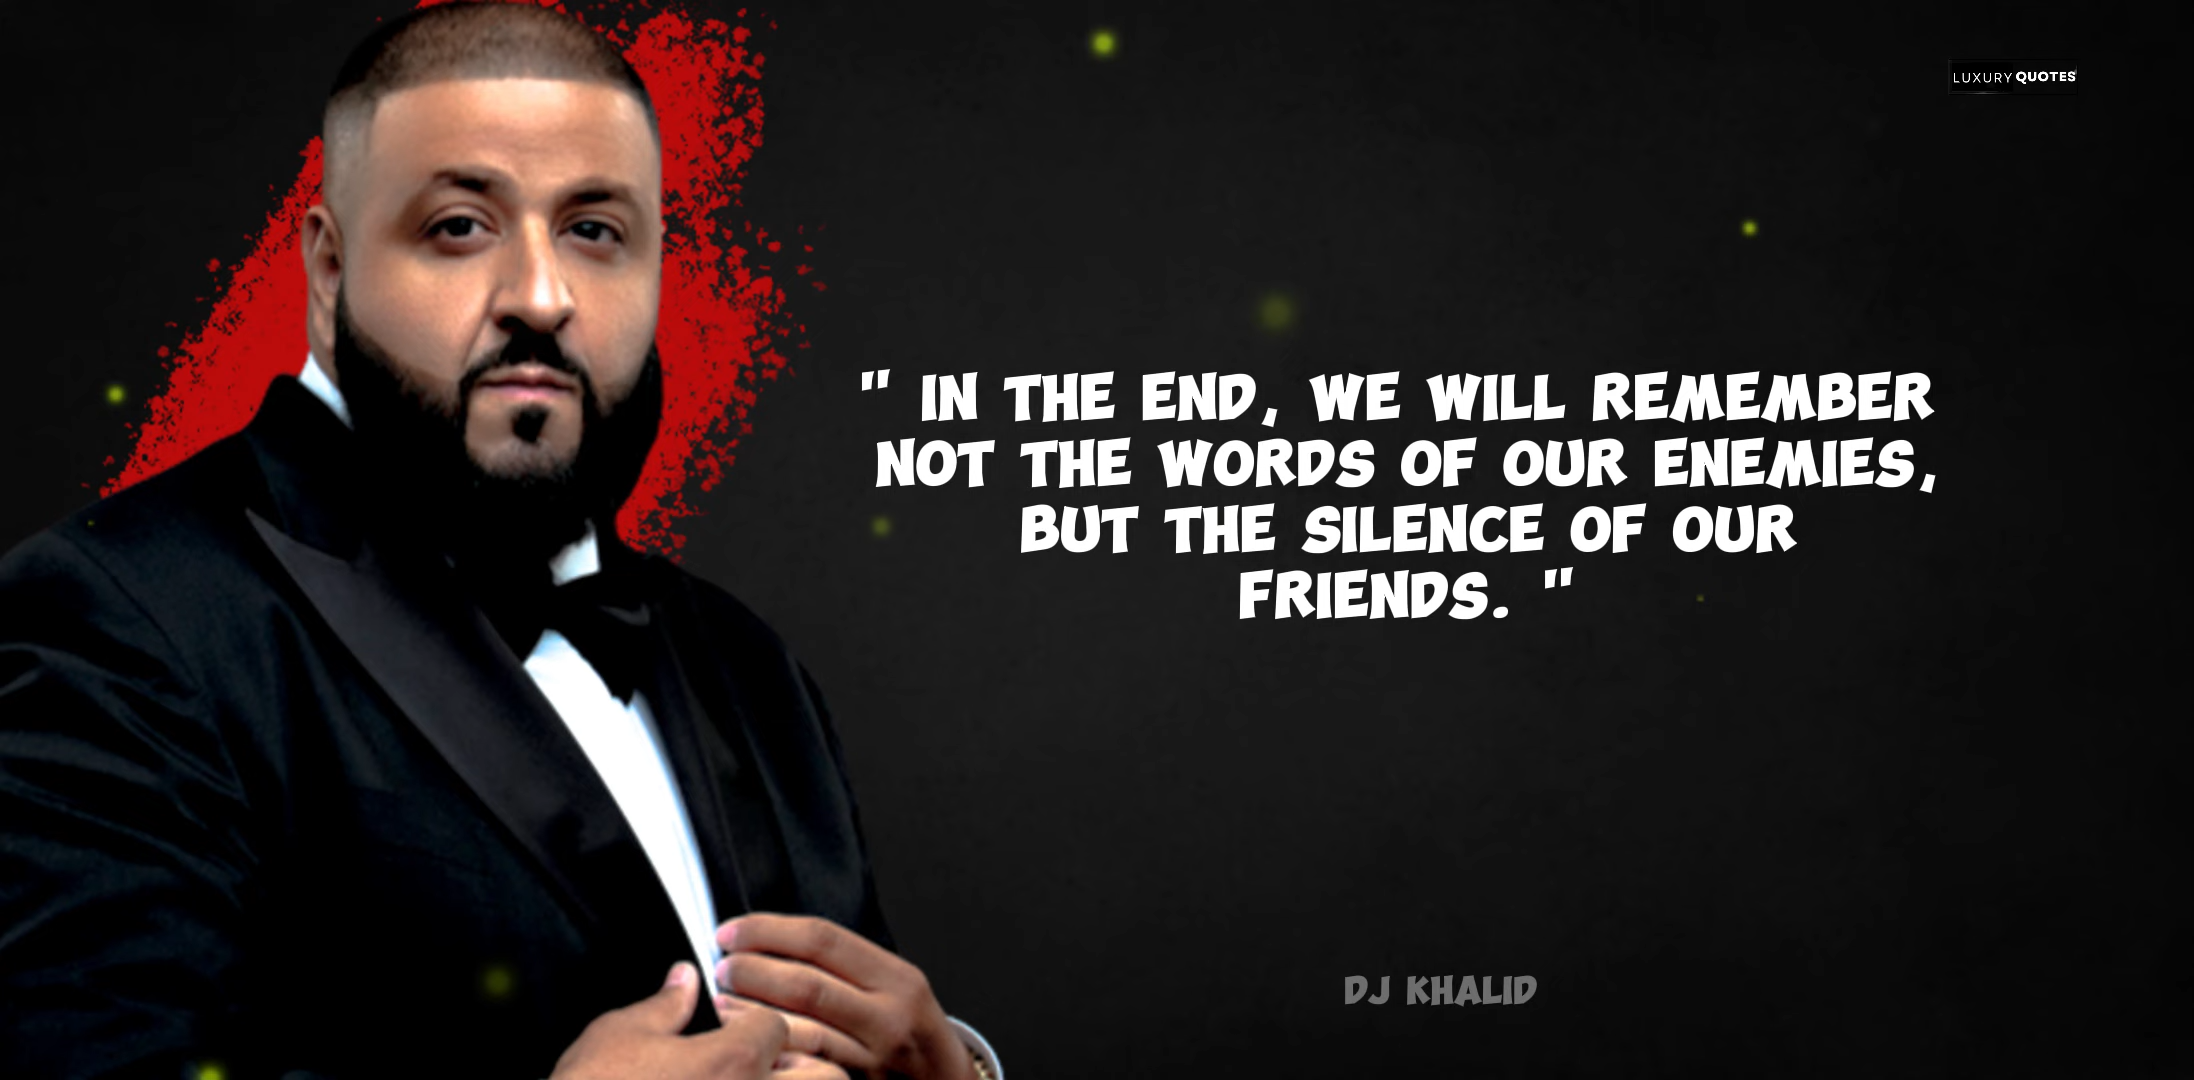 LUXURY QUOTES
" IN THE END, WE WILL REMEMBER
NOT THE WORDS OF OUR ENEMIES,
BUT THE SILENCE OF OUR
FRIENDS. "
DJ KHALID